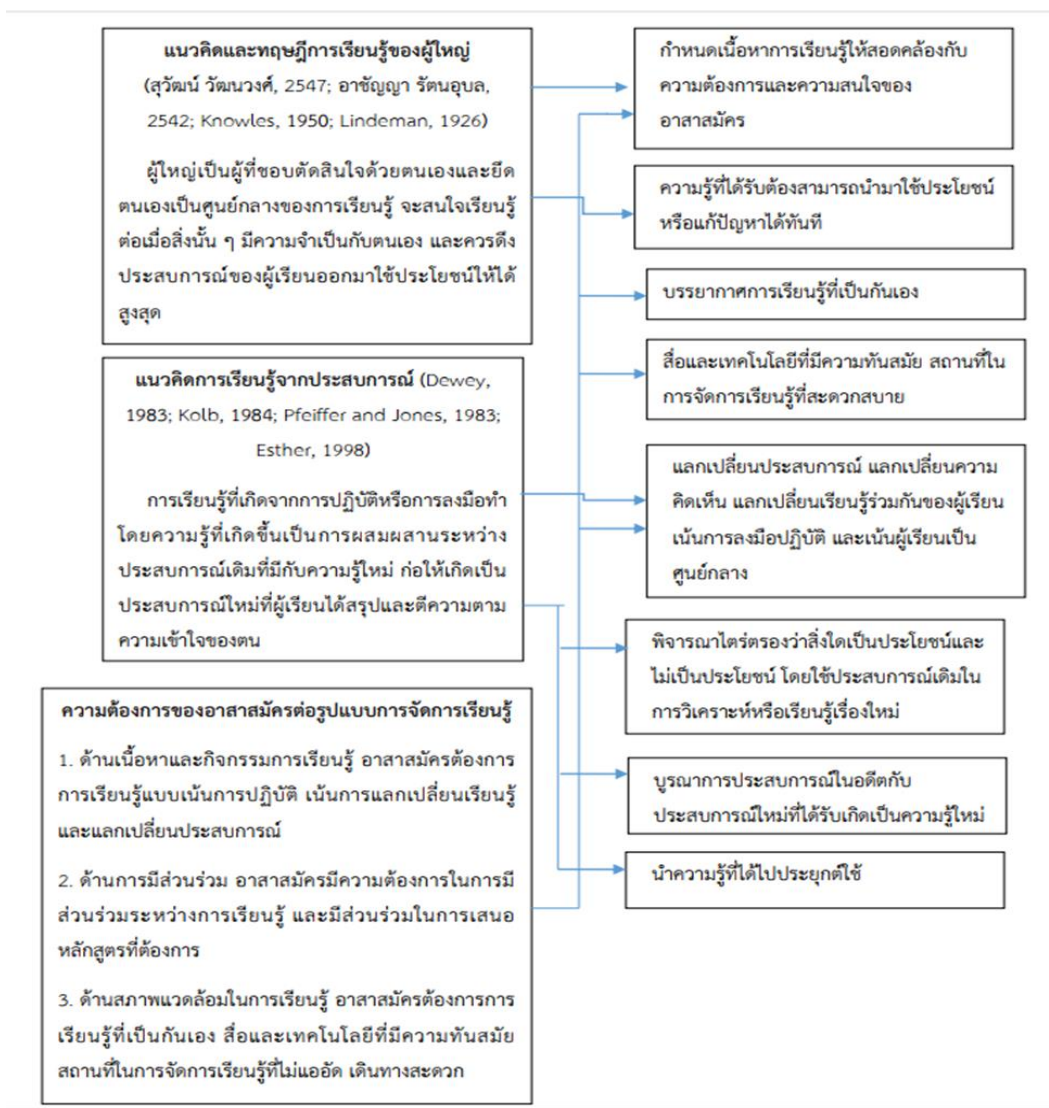 แนวคิดและทฤษฎีการเรียนรู้ของผู้ใหญ่
(สุวัฒน์ วัฒนวงศ์, 2547; อาชัญญา รัตนอุบล,
2542; Knowles, 1950; Lindeman, 1926)
ผู้ใหญ่เป็นผู้ที่ชอบตัดสินใจด้วยตนเองและยึด
ตนเองเป็นศูนย์กลางของการเรียนรู้ จะสนใจเรียนรู้
ต่อเมื่อสิ่งนั้น ๆ มีความจำเป็นกับตนเอง และควรดึง
ประสบการณ์ของผู้เรียนออกมาใช้ประโยชน์ให้ได้
สูงสุด
แนวคิดการเรียนรู้จากประสบการณ์ (Dewey,
1983; Kolb, 1984; Pfeiffer and Jones, 1983;
Esther, 1998)
การเรียนรู้ที่เกิดจากการปฏิบัติหรือการลงมือทำ
โดยความรู้ที่เกิดขึ้นเป็นการผสมผสานระหว่าง
ประสบการณ์เดิมที่มีกับความรู้ใหม่ ก่อให้เกิดเป็น
ประสบการณ์ใหม่ที่ผู้เรียนได้สรุปและตีความตาม
ความเข้าใจของตน
ความต้องการของอาสาสมัครต่อรูปแบบการจัดการเรียนรู้
1. ด้านเนื้อหาและกิจกรรมการเรียนรู้ อาสาสมัครต้องการ
การเรียนรู้แบบเน้นการปฏิบัติ เน้นการแลกเปลี่ยนเรียนรู้
และแลกเปลี่ยนประสบการณ์
2. ด้านการมีส่วนร่วม อาสาสมัครมีความต้องการในการมี
ส่วนร่วมระหว่างการเรียนรู้ และมีส่วนร่วมในการเสนอ
หลักสูตรที่ต้องการ
3. ด้านสภาพแวดล้อมในการเรียนรู้ อาสาสมัครต้องการการ
เรียนรู้ที่เป็นกันเอง สื่อและเทคโนโลยีที่มีความทันสมัย
สถานที่ในการจัดการเรียนรู้ที่ไม่แออัด เดินทางสะดวก
กำหนดเนื้อหาการเรียนรู้ให้สอดคล้องกับ
ความต้องการและความสนใจของ
อาสาสมัคร
ความรู้ที่ได้รับต้องสามารถนำมาใช้ประโยชน์
หรือแก้ปัญหาได้ทันที
บรรยากาศการเรียนรู้ที่เป็นกันเอง
สื่อและเทคโนโลยีที่มีความทันสมัย สถานที่ใน
การจัดการเรียนรู้ที่สะดวกสบาย
แลกเปลี่ยนประสบการณ์ แลกเปลี่ยนความ
คิดเห็น แลกเปลี่ยนเรียนรู้ร่วมกันของผู้เรียน
เน้นการลงมือปฏิบัติ และเน้นผู้เรียนเป็น
ศูนย์กลาง
พิจารณาไตร่ตรองว่าสิ่งใดเป็นประโยชน์และ
ไม่เป็นประโยชน์ โดยใช้ประสบการณ์เดิมใน
การวิเคราะห์หรือเรียนรู้เรื่องใหม่
บูรณาการประสบการณ์ในอดีตกับ
ประสบการณ์ใหม่ที่ได้รับเกิดเป็นความรู้ใหม่
นำความรู้ที่ได้ไปประยุกต์ใช้